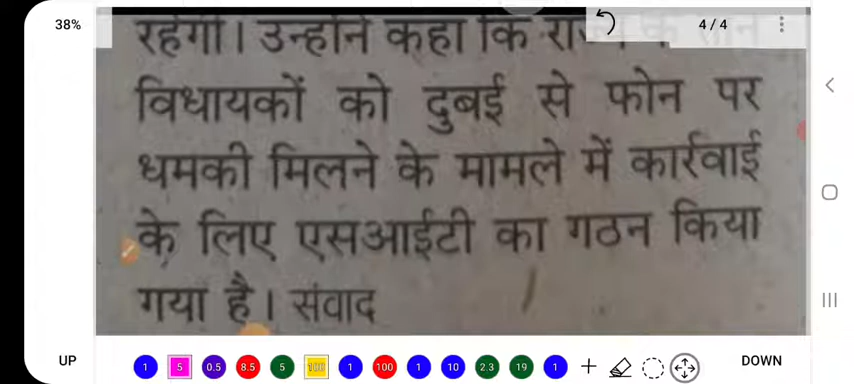 38%
4/4
रहेगी। उन्होंने कहा कि
विधायकों को दुबई से फोन पर
धमकी मिलने के मामले में कार्रवाई
के लिए एसआईटी का गठन किया
गया है। संवाद
UP
1 5 0.5 8.5 5 100 1 100 1 10 2.3 19 1
DOWN